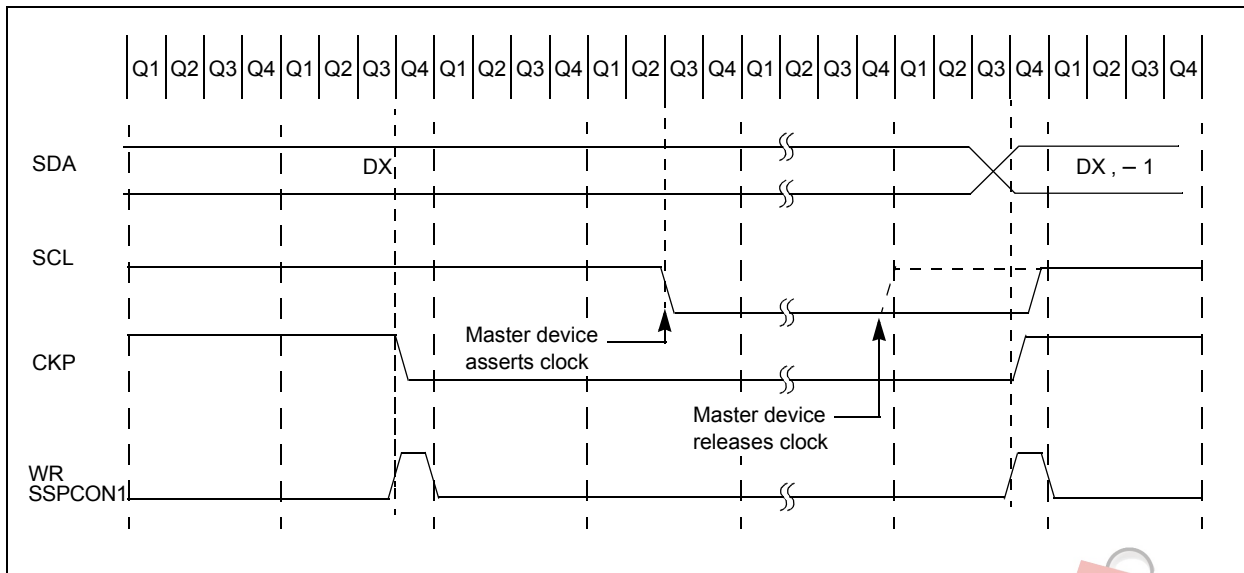 Q1 Q2 Q3 Q4 Q1 Q2 Q3 Q4 Q1 Q2 Q3 Q4 Q1 Q2 Q3 Q4 Q1 Q2 Q3 Q4 Q1 Q2 Q3 Q4 Q1 Q2 Q3 Q4
SDA
DX
DX , – 1
SCL
Master device
asserts clock
CKP
Master device
releases clock
WR
SSPCON1